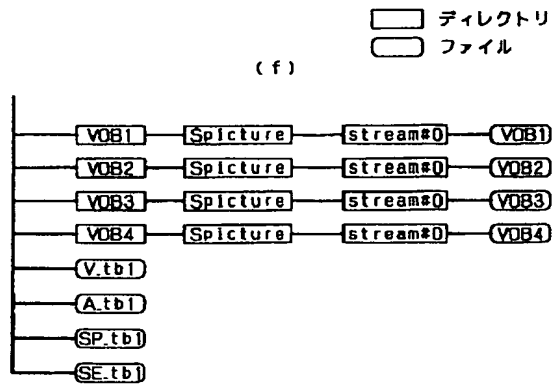 ディレクトリ
ファイル
(f)
VOB1 Spicture stream#0 VOB1
VOB2 Spicture stream#0 VOB2
VOB3 Spicture stream#0 VOB3
VOB4 Spicture stream#0 VOB4
V.tbl
A.tbl
SP.tbl
SE.tbl